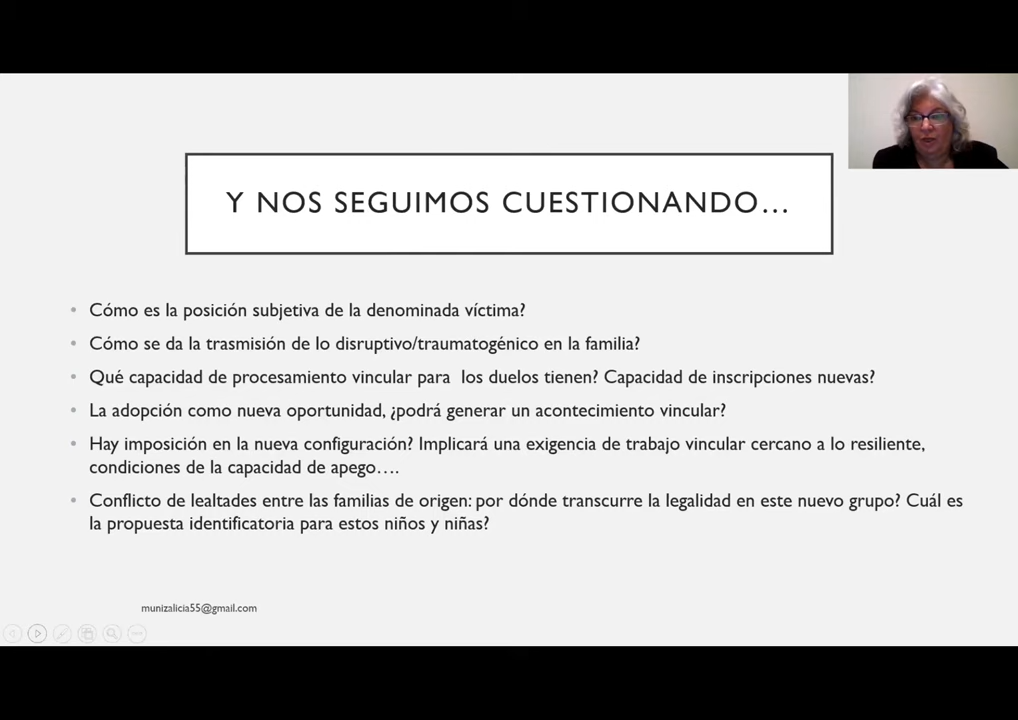 Y NOS SEGUIMOS CUESTIONANDO...
• Cómo es la posición subjetiva de la denominada víctima?
• Cómo se da la trasmisión de lo disruptivo/traumatogénico en la familia?
• Qué capacidad de procesamiento vincular para  los duelos tienen? Capacidad de inscripciones nuevas?
• La adopción como nueva oportunidad, ¿podrá generar un acontecimiento vincular?
• Hay imposición en la nueva configuración? Implicará una exigencia de trabajo vincular cercano a lo resiliente,
condiciones de la capacidad de apego….
• Conflicto de lealtades entre las familias de origen: por dónde transcurre la legalidad en este nuevo grupo? Cuál es
la propuesta identificatoria para estos niños y niñas?
munizalicia55@gmail.com